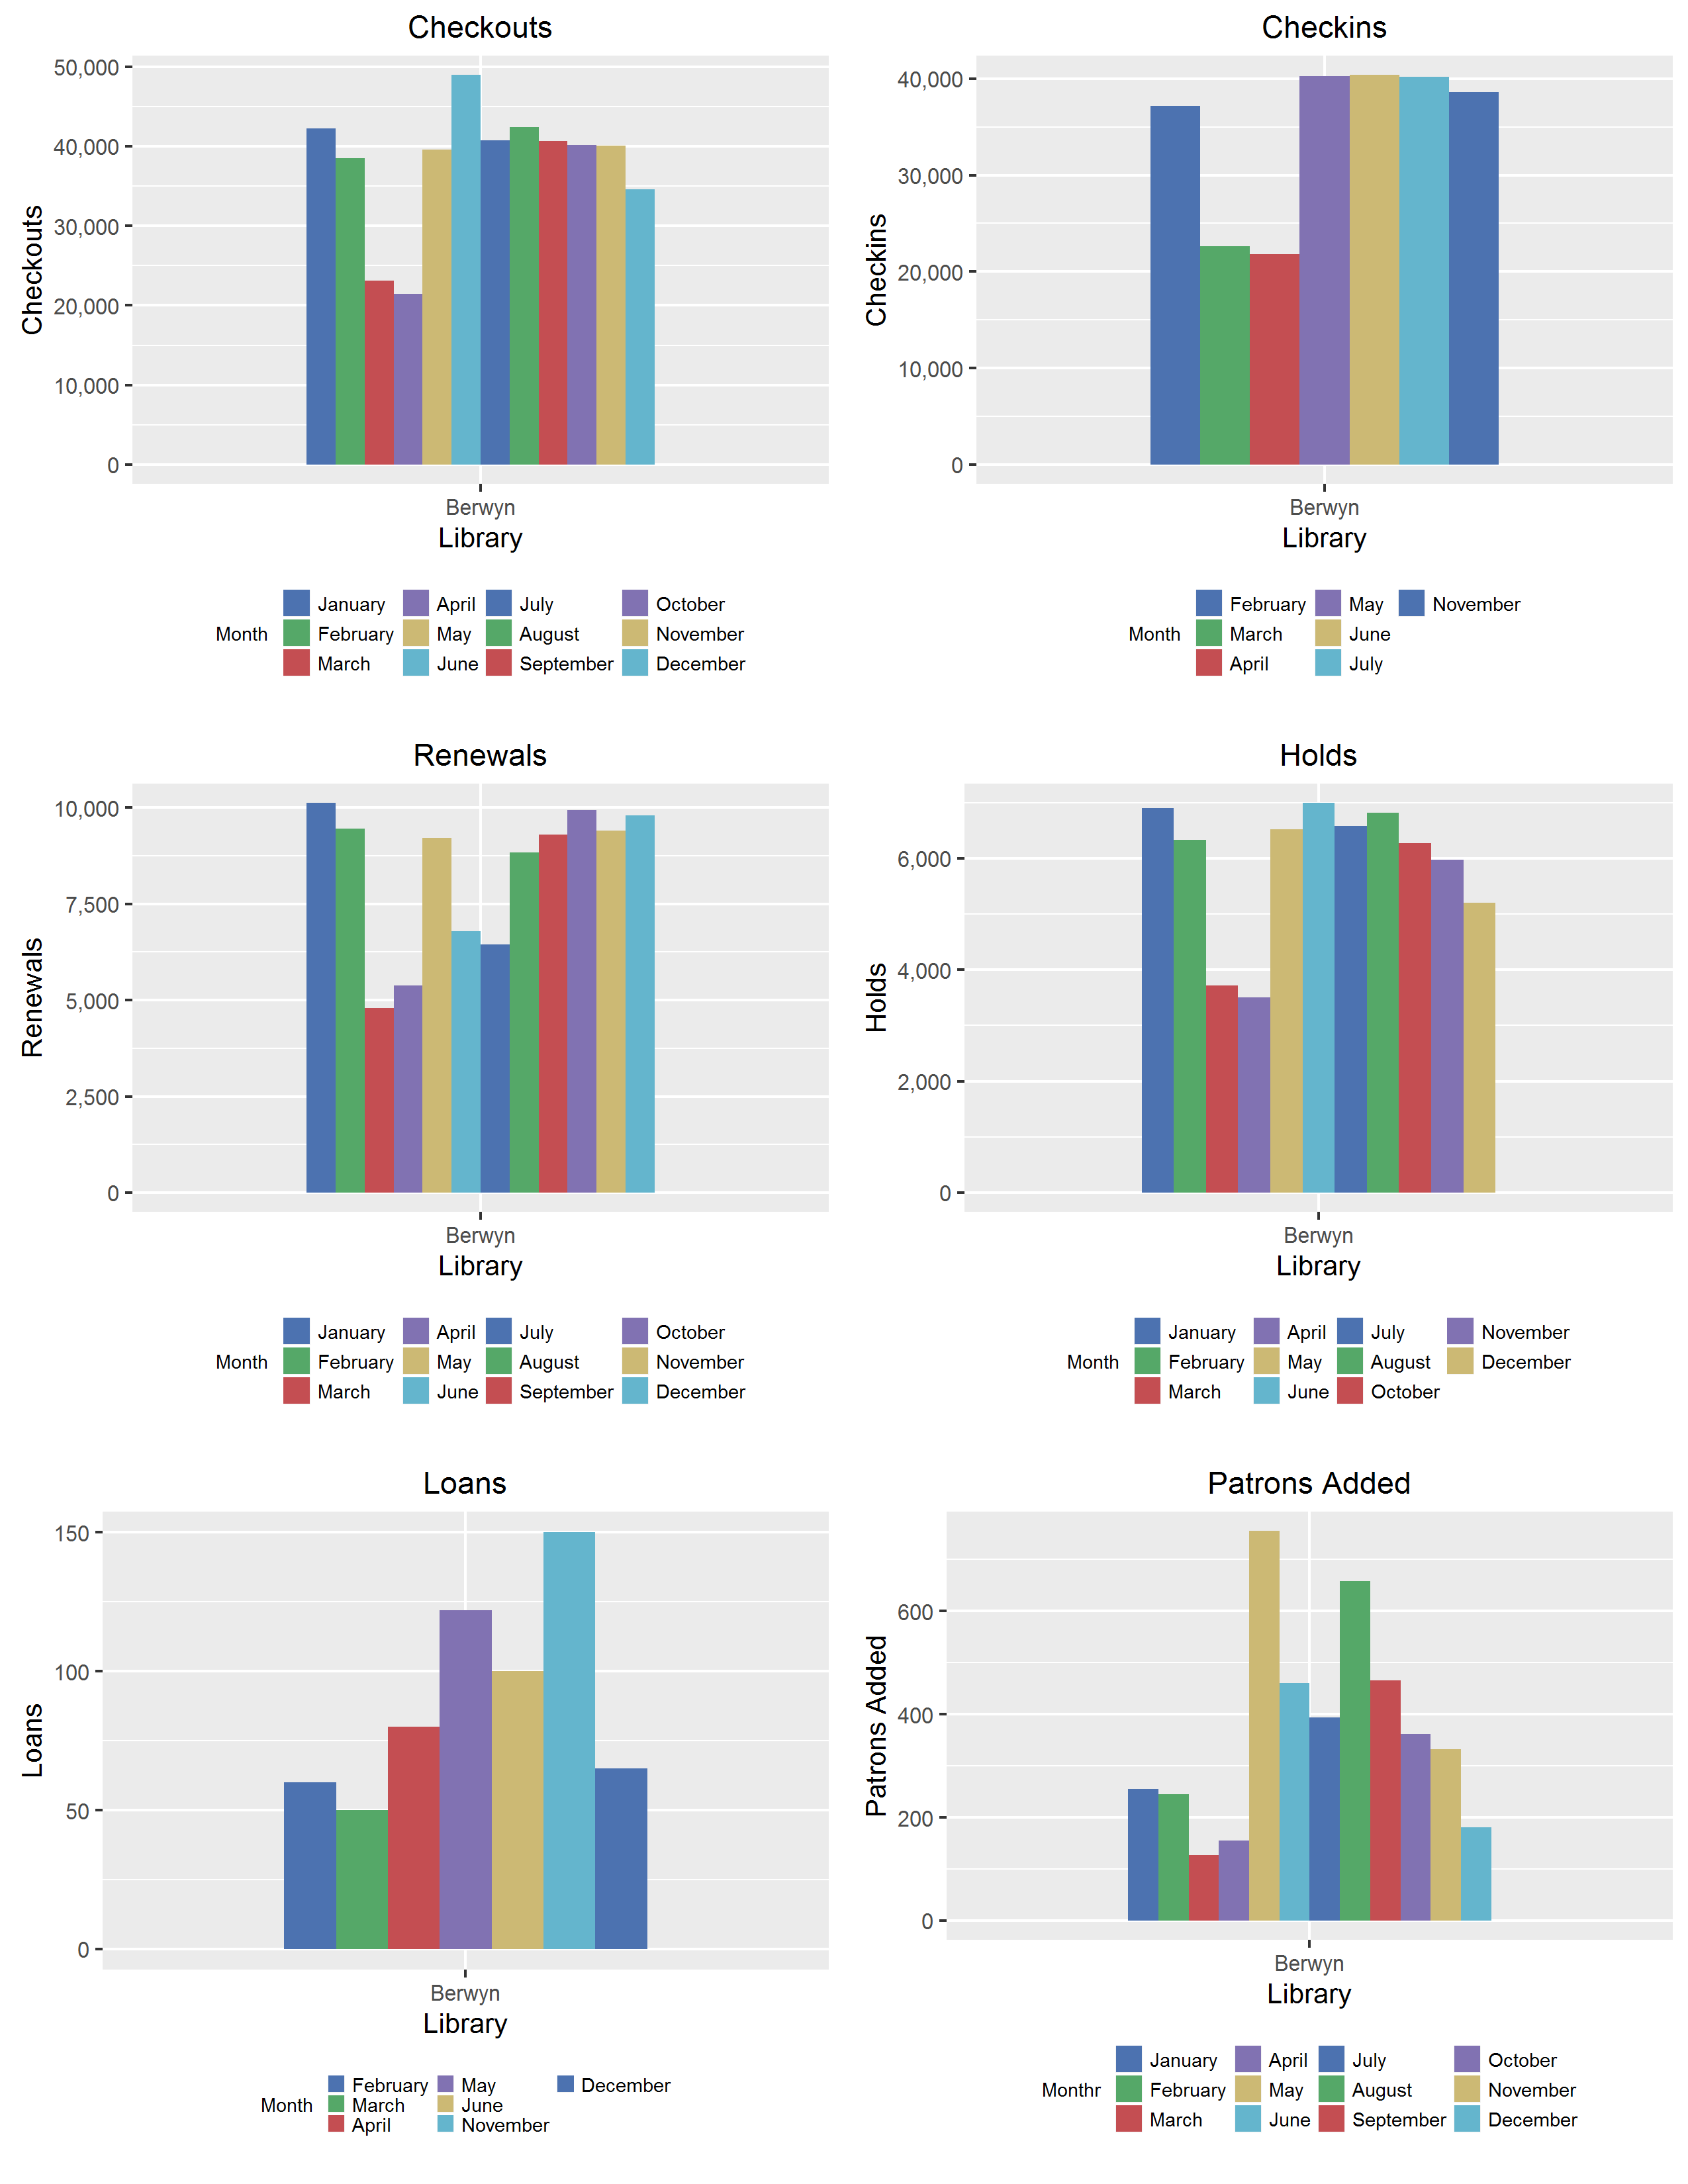 Checkouts
50,000
40,000
30,000
20,000
10,000
0
Checkouts
Berwyn
Library
Month
January April July October
February May August November
March June September December
Checkins
40,000
30,000
20,000
10,000
0
Checkins
Berwyn
Library
Month
February May November
March June
April July
Renewals
10,000
7,500
5,000
2,500
0
Renewals
Berwyn
Library
Month
January April July October
February May August November
March June September December
Holds
6,000
4,000
2,000
0
Holds
Berwyn
Library
Month
January April July November
February May August December
March June October
Loans
150
100
50
0
Loans
Berwyn
Library
Month
February May December
March June
April November
Patrons Added
600
400
200
0
Patrons Added
Berwyn
Library
Monthr
January April July October
February May August November
March June September December